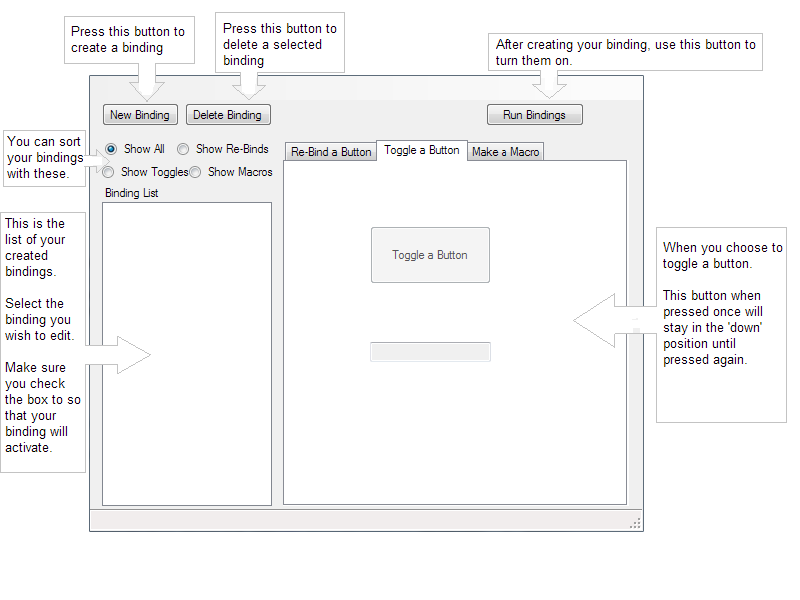 Press this button to
create a binding
Press this button to
delete a selected
binding
After creating your binding, use this button to
turn them on.
New Binding
Delete Binding
Run Bindings
You can sort
your bindings
with these.
Show All
Show Re-Binds
Show Toggles
Show Macros
Binding List
Re-Bind a Button
Toggle a Button
Make a Macro
This is the
list of your
created
bindings.
Select the
binding you
wish to edit.
Make sure
you check
the box to so
that your
binding will
activate.
Toggle a Button
When you choose to
toggle a button.
This button when
pressed once will
stay in the 'down'
position until
pressed again.